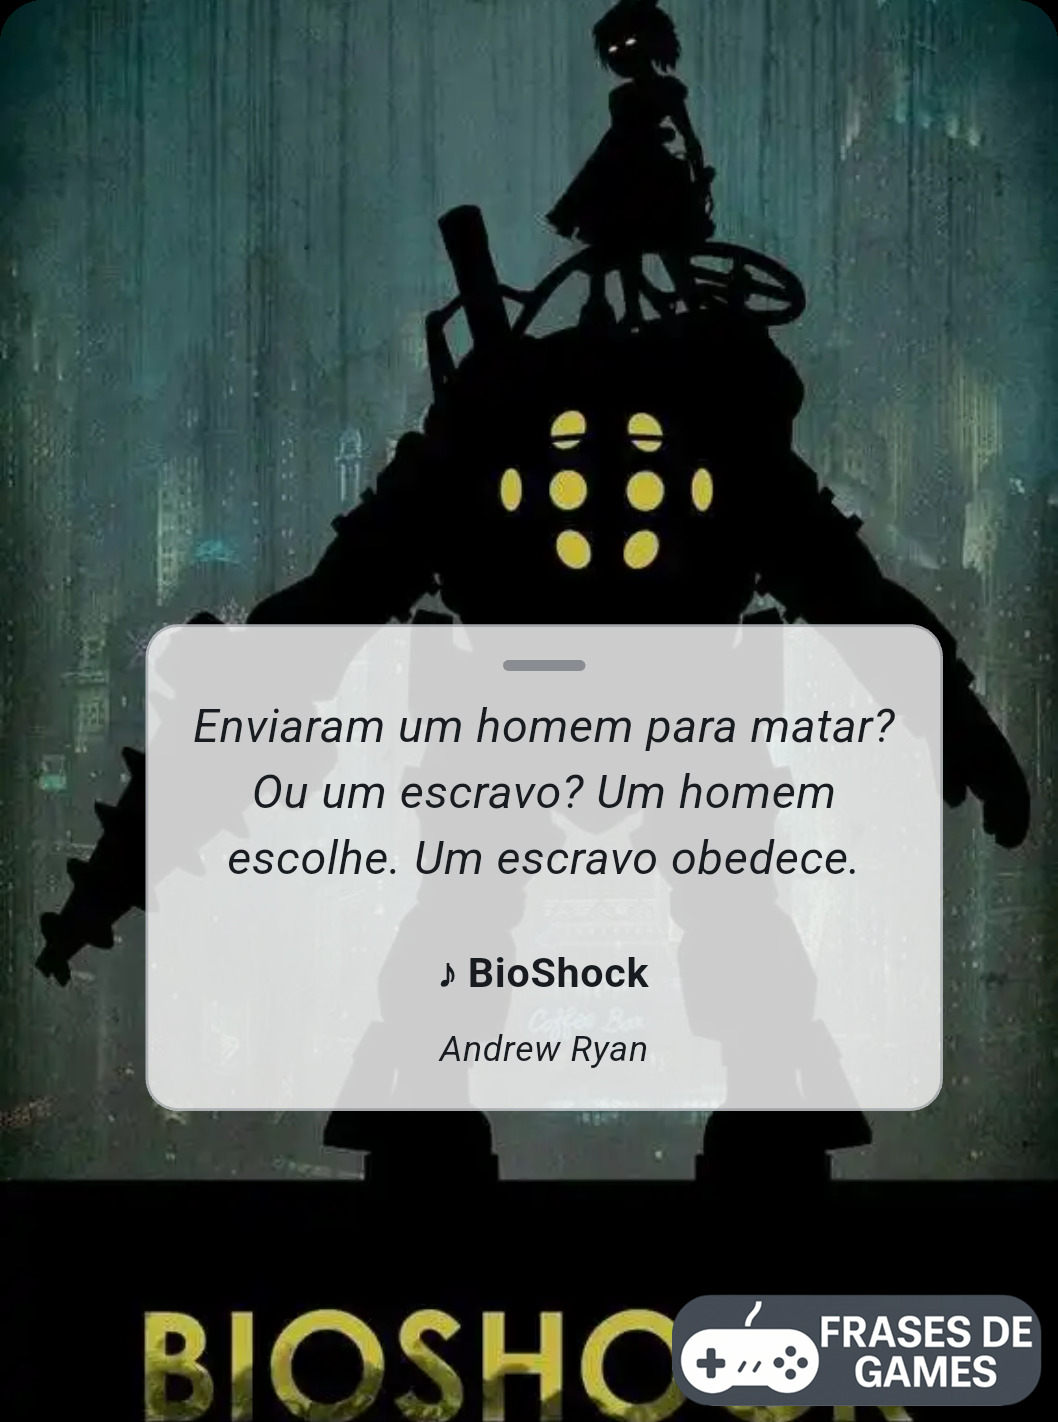 Enviaram um homem para matar?
Ou um escravo? Um homem
escolhe. Um escravo obedece.
♪ BioShock
Andrew Ryan
BIOSHO
FRASES DE
GAMES